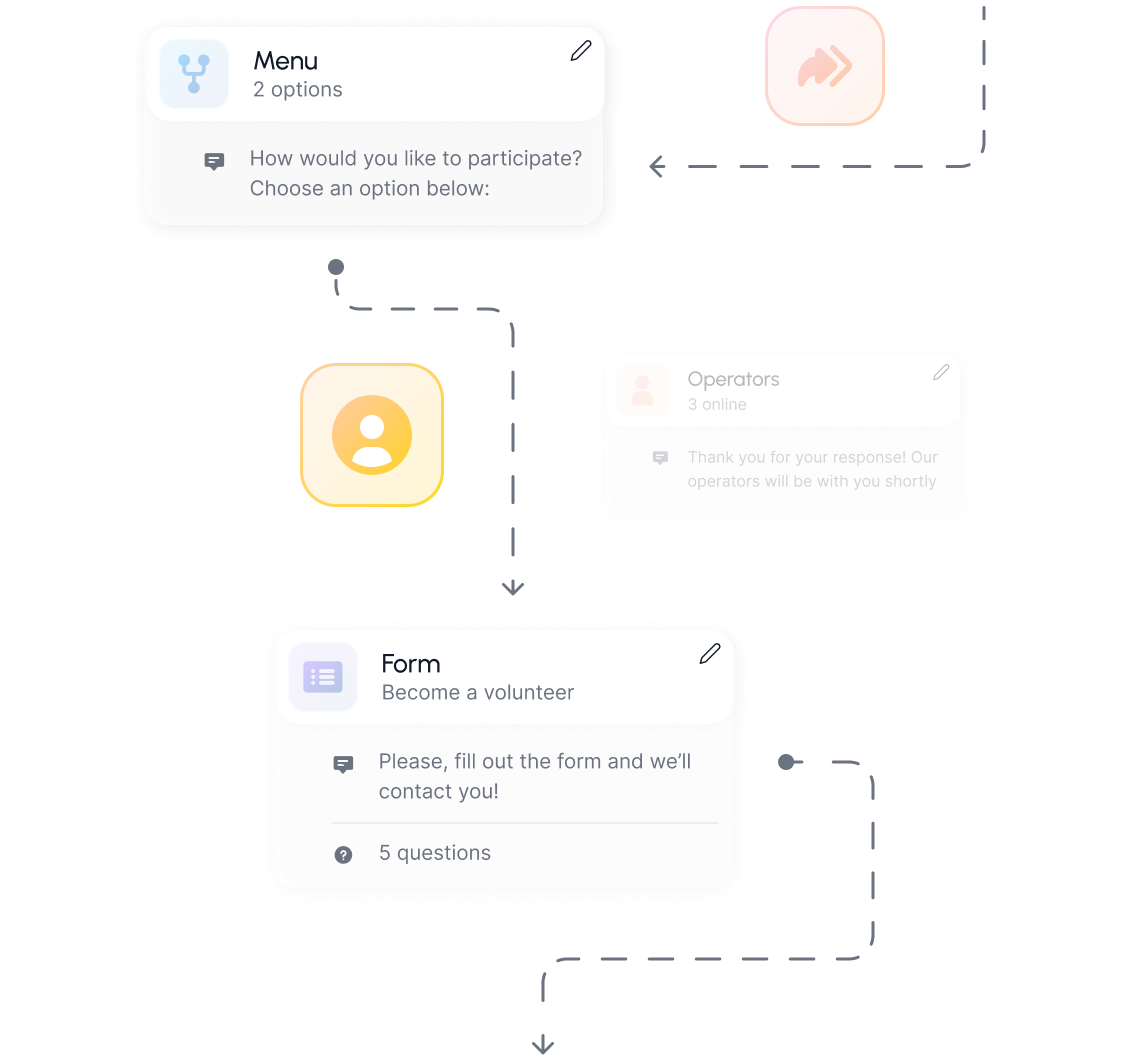 Menu
2 options
How would you like to participate?
Choose an option below:
Operators
3 online
Thank you for your response! Our
operators will be with you shortly
Form
Become a volunteer
Please, fill out the form and we’ll
contact you!
5 questions